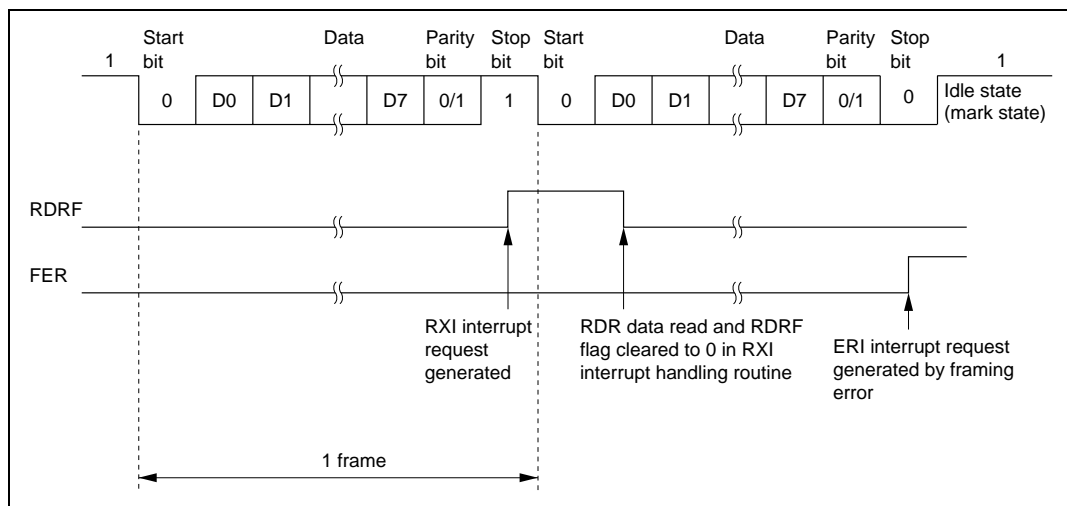 Start bit
Data
Parity bit
Stop bit
Start bit
Data
Parity bit
Stop bit
1
1
0
D0
D1
D7
0/1
1
0
D0
D1
D7
0/1
0
Idle state
(mark state)
RDRF
FER
RXI interrupt
request
generated
RDR data read and RDRF
flag cleared to 0 in RXI
interrupt handling routine
ERI interrupt request
generated by framing
error
1 frame